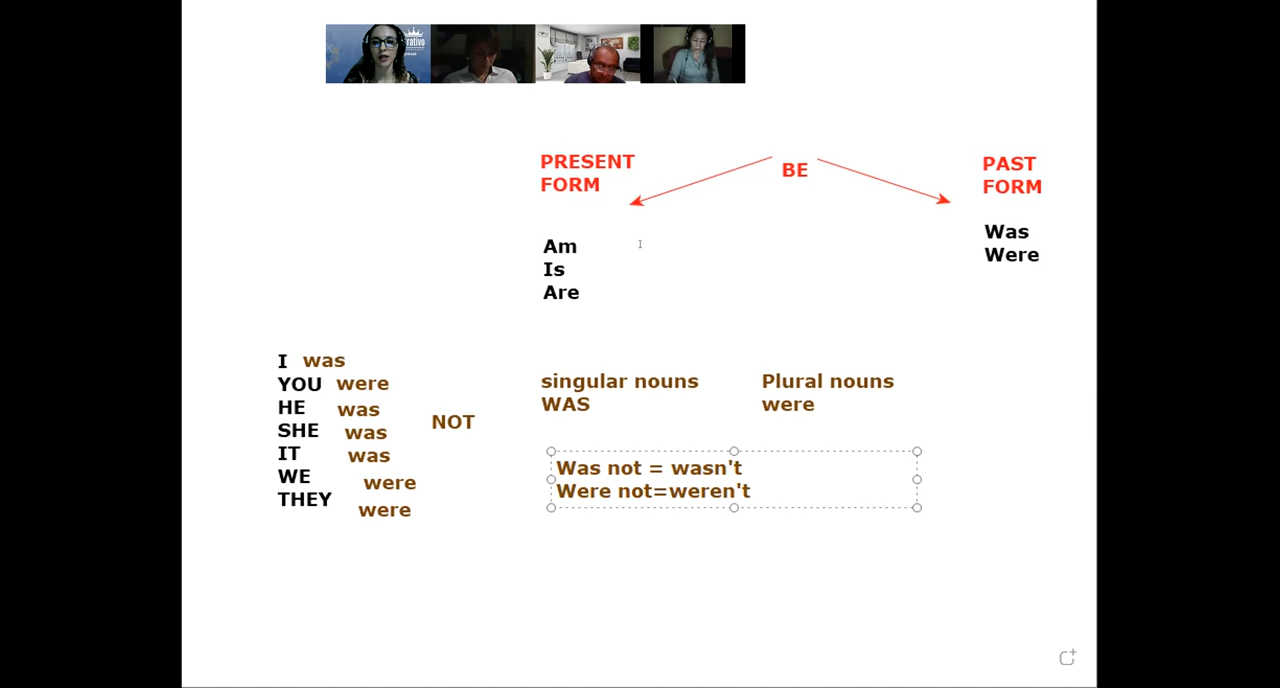 rativo
PRESENT
FORM
BE
PAST
FORM
Am
Is
Are
Was
Were
I was
YOU were
HE was
SHE was
IT was
WE were
THEY were
NOT
singular nouns
WAS
Plural nouns
were
Was not = wasn't
Were not=weren't